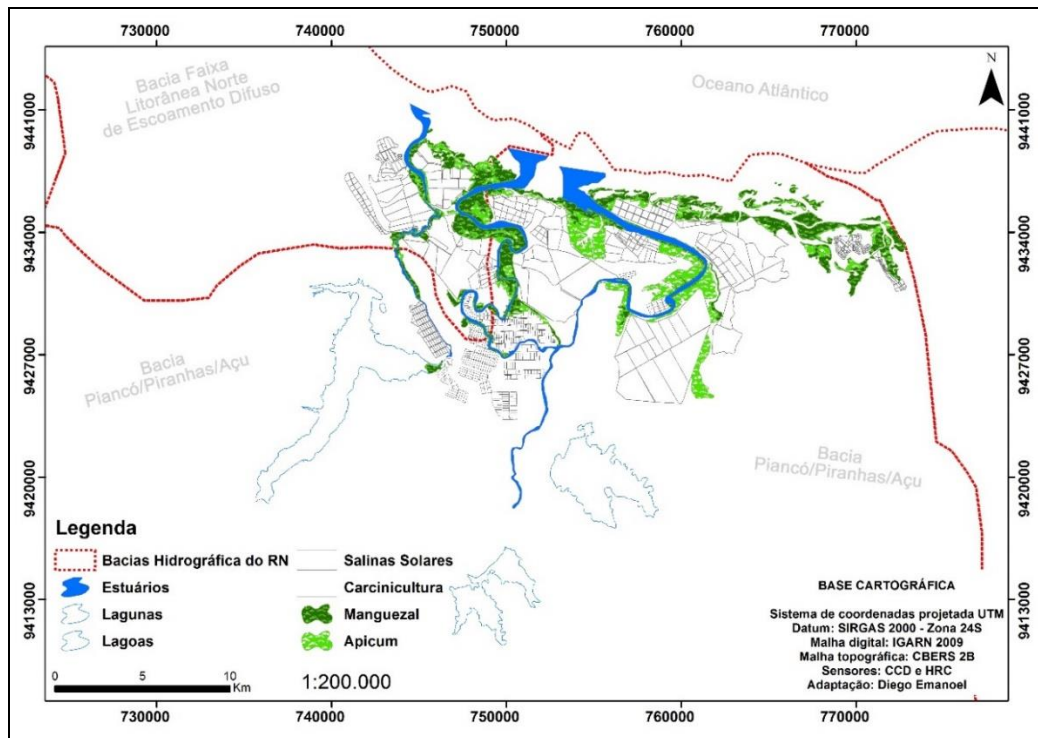 730000 740000 750000 760000 770000
N
Bacia Faixa
Litorânea Norte
de Escoamento Difuso
Oceano Atlântico
9441000 9441000
9434000 9434000
9427000 9427000
9420000 9420000
9413000 9413000
Bacia
Piancó/Piranhas/Açu
Bacia
Piancó/Piranhas/Açu
Legenda
Bacias Hidrográfica do RN
Estuários
Lagunas
Lagoas
Salinas Solares
Carcinicultura
Manguezal
Apicum
0 5 10
Km
1:200.000
BASE CARTOGRÁFICA
Sistema de coordenadas projetada UTM
Datum: SIRGAS 2000 - Zona 24S
Malha digital: IGARN 2009
Malha topográfica: CBERS 2B
Sensores: CCD e HRC
Adaptação: Diego Emanoel
730000 740000 750000 760000 770000